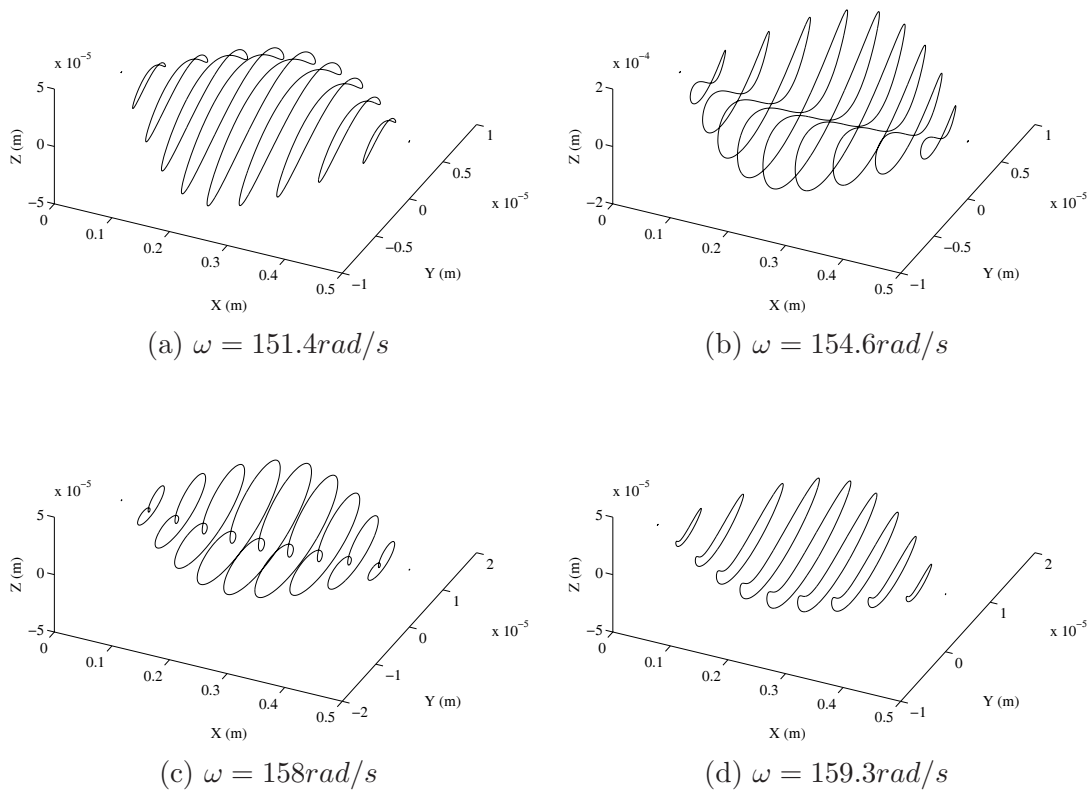 x 10⁻⁵
5
0
−5
Z (m)
0
0.1
0.2
0.3
0.4
0.5
X (m)
−1
−0.5
0
0.5
1
x 10⁻⁵
Y (m)
(a) ω = 151.4rad/s
x 10⁻⁴
2
0
−2
Z (m)
0
0.1
0.2
0.3
0.4
0.5
X (m)
−1
−0.5
0
0.5
1
x 10⁻⁵
Y (m)
(b) ω = 154.6rad/s
x 10⁻⁵
5
0
−5
Z (m)
0
0.1
0.2
0.3
0.4
0.5
X (m)
−2
−1
0
1
2
x 10⁻⁵
Y (m)
(c) ω = 158rad/s
x 10⁻⁵
5
0
−5
Z (m)
0
0.1
0.2
0.3
0.4
0.5
X (m)
−1
0
1
2
x 10⁻⁵
Y (m)
(d) ω = 159.3rad/s